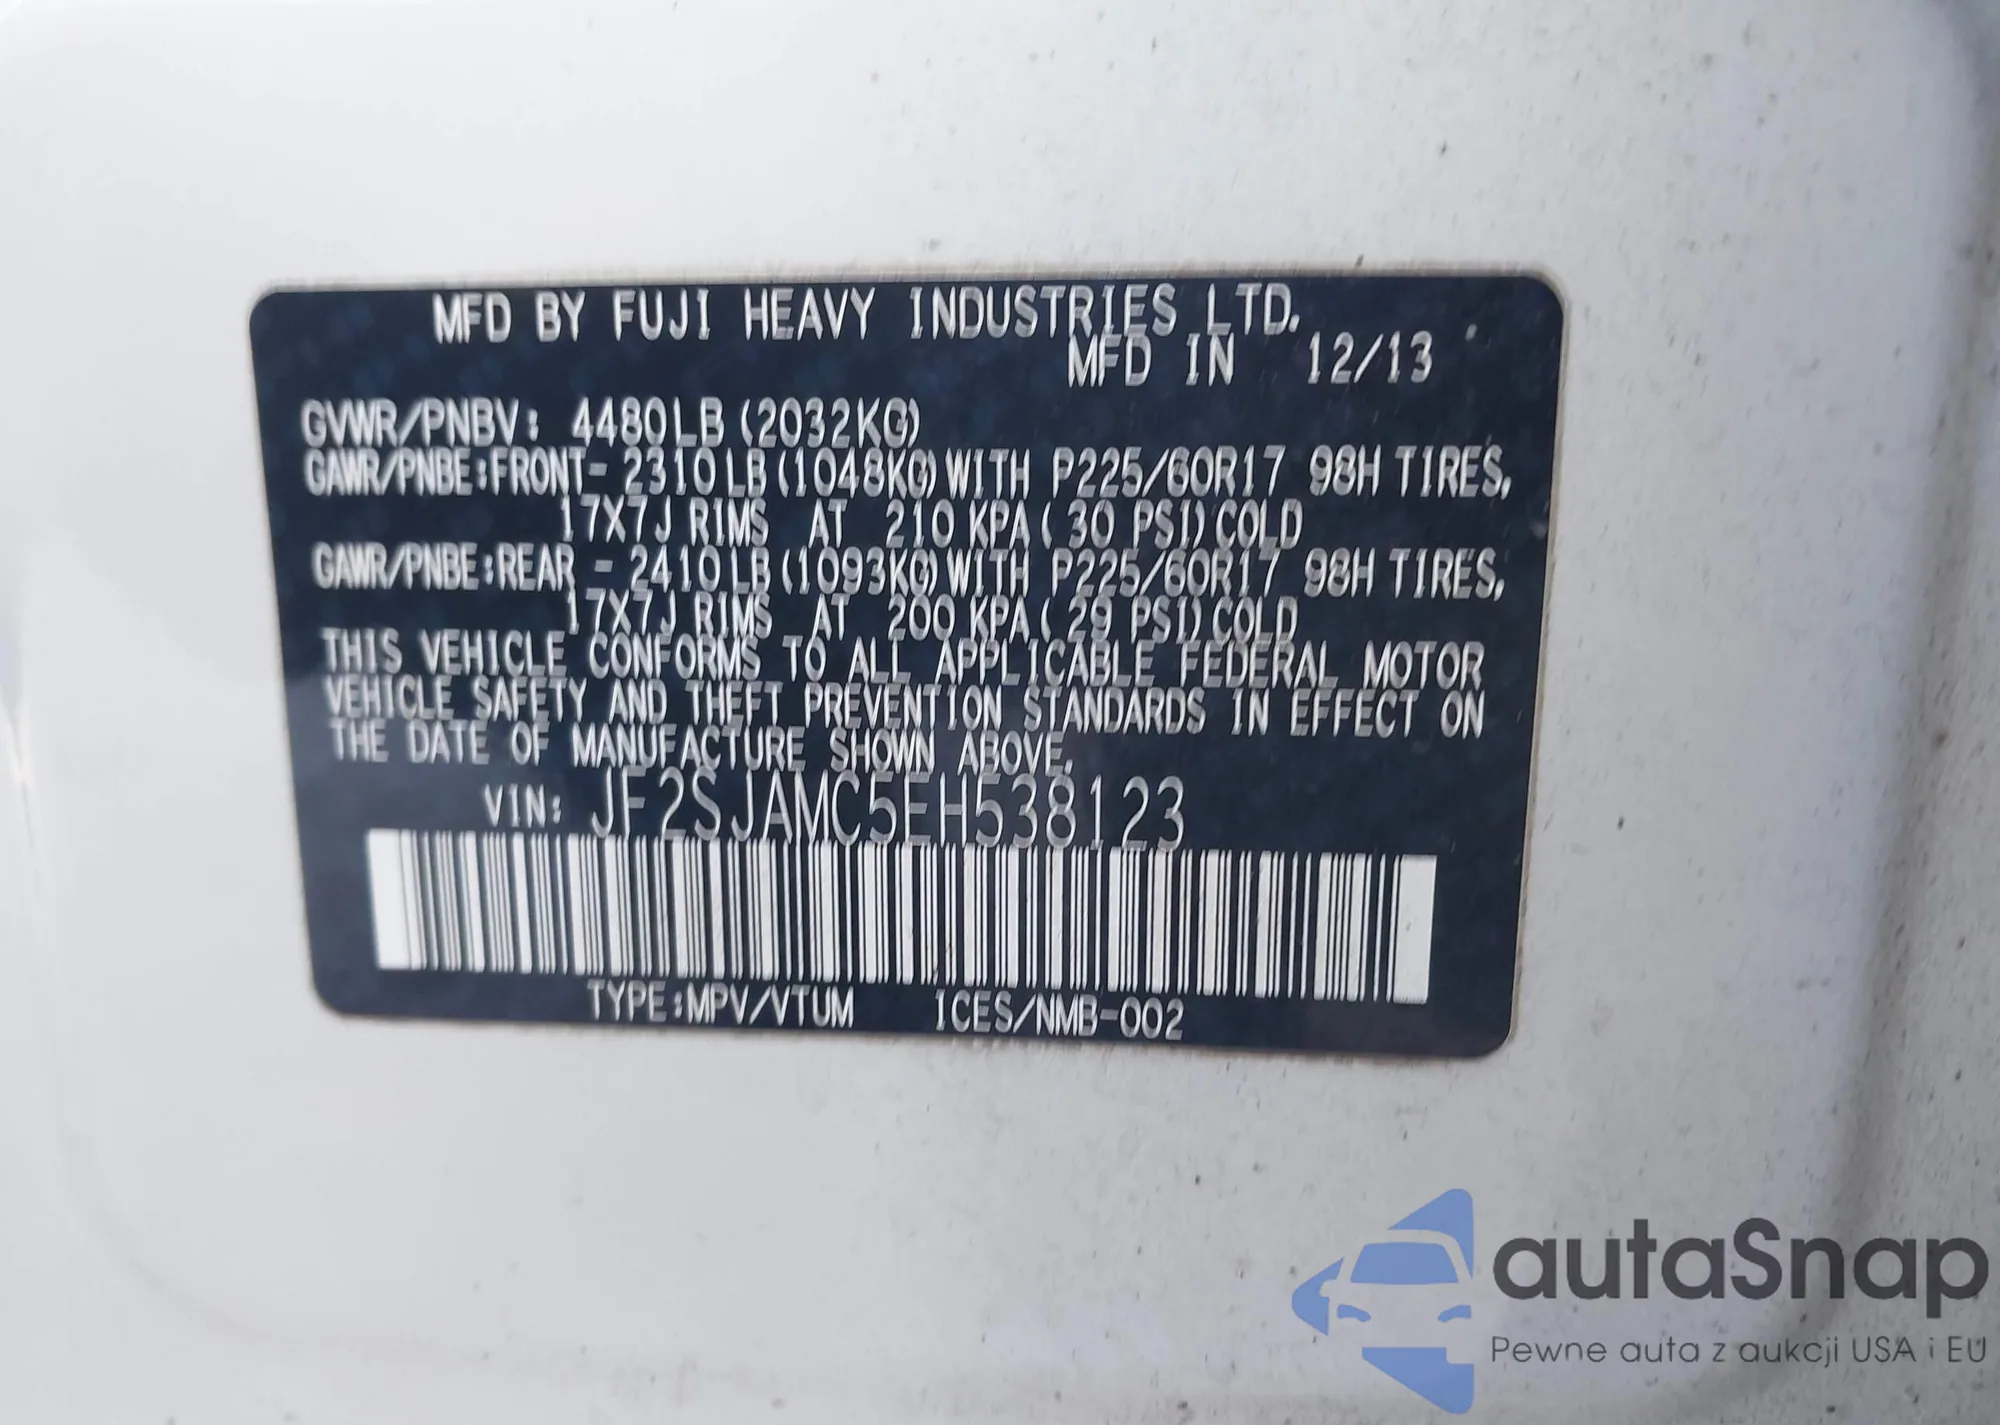 MFD BY FUJI HEAVY INDUSTRIES LTD.
MFD IN 12/13
GVWR/PNBV: 4480LB (2032KG)
GAWR/PNBE:FRONT- 2310LB (1048KG) WITH P225/60R17 98H TIRES,
17X7J RIMS AT 210 KPA ( 30 PSI) COLD
GAWR/PNBE:REAR - 2410LB (1093KG) WITH P225/60R17 98H TIRES,
17X7J RIMS AT 200 KPA ( 29 PSI) COLD
THIS VEHICLE CONFORMS TO ALL APPLICABLE FEDERAL MOTOR
VEHICLE SAFETY AND THEFT PREVENTION STANDARDS IN EFFECT ON
THE DATE OF MANUFACTURE SHOWN ABOVE.
VIN: JF2SJAMC5EH538123
TYPE:MPV/VTUM ICES/NMB-002
autaSnap
Pewne auta z aukcji USA i EU